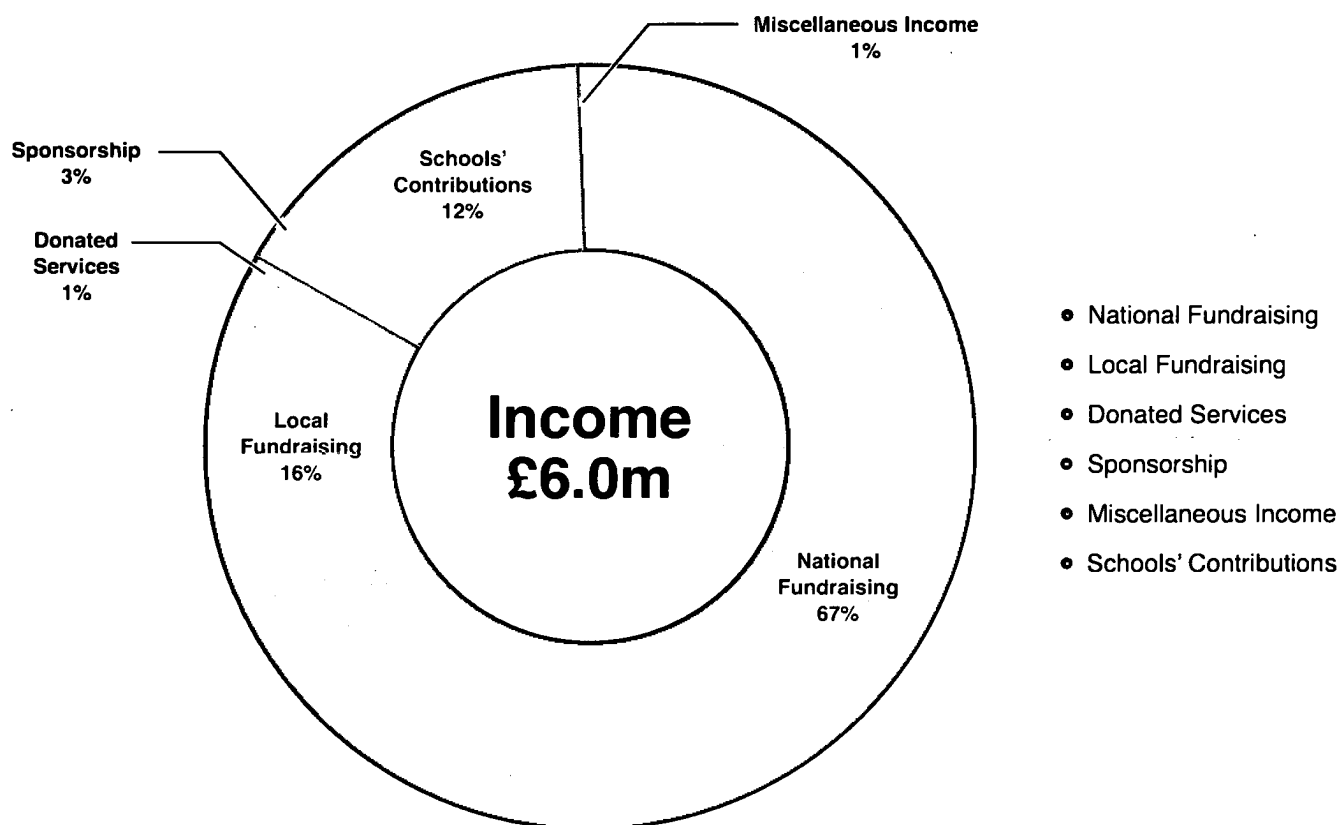 Miscellaneous Income
1%
Sponsorship
3%
Schools'
Contributions
12%
Donated
Services
1%
Local
Fundraising
16%
Income
£6.0m
National
Fundraising
67%
• National Fundraising
• Local Fundraising
• Donated Services
• Sponsorship
• Miscellaneous Income
• Schools' Contributions